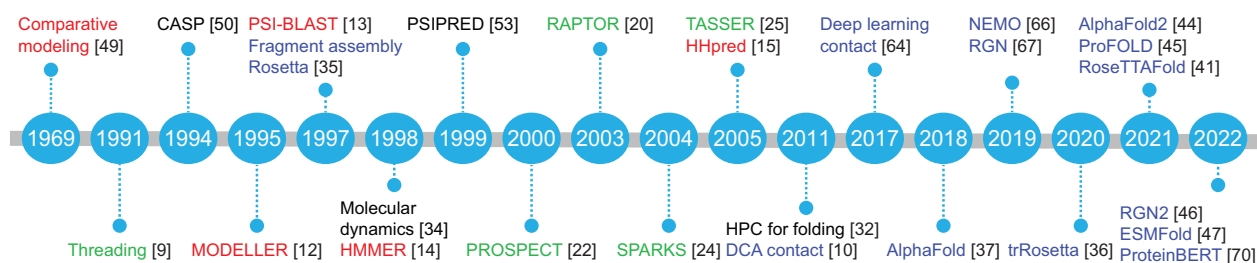 Comparative
modeling [49]
CASP [50]
PSI-BLAST [13]
Fragment assembly
Rosetta [35]
PSIPRED [53]
RAPTOR [20]
TASSER [25]
HHpred [15]
Deep learning
contact [64]
NEMO [66]
RGN [67]
AlphaFold2 [44]
ProFOLD [45]
RoseTTAFold [41]
1969 1991 1994 1995 1997 1998 1999 2000 2003 2004 2005 2011 2017 2018 2019 2020 2021 2022
Threading [9]
MODELLER [12]
Molecular
dynamics [34]
HMMER [14]
PROSPECT [22]
SPARKS [24]
HPC for folding [32]
DCA contact [10]
AlphaFold [37]
trRosetta [36]
RGN2 [46]
ESMFold [47]
ProteinBERT [70]